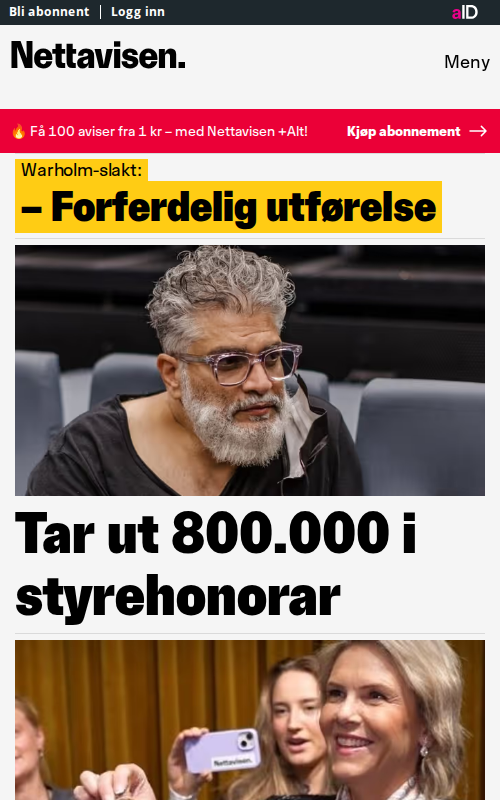 Bli abonnent | Logg inn
aID
Nettavisen.
Meny
🔥 Få 100 aviser fra 1 kr – med Nettavisen +Alt!
Kjøp abonnement →
Warholm-slakt:
– Forferdelig utførelse
Tar ut 800.000 i
styrehonorar
Nettavisen.